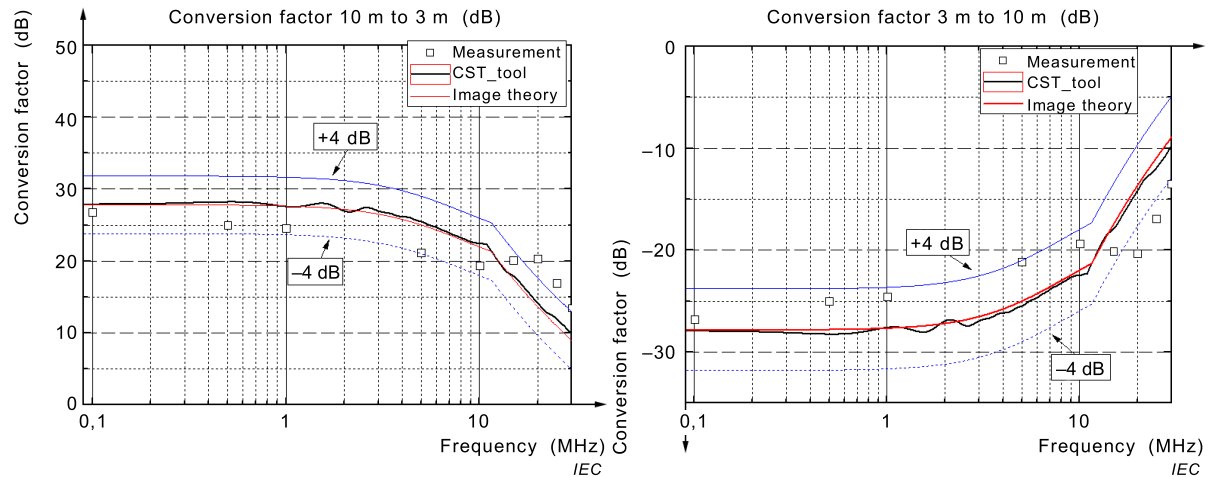 Conversion factor 10 m to 3 m (dB)
Conversion factor (dB)
50
40
30
20
10
0
Measurement
CST_tool
Image theory
+4 dB
–4 dB
0,1
1
10
Frequency (MHz)
IEC
Conversion factor 3 m to 10 m (dB)
Conversion factor (dB)
0
–10
–20
–30
Measurement
CST_tool
Image theory
+4 dB
–4 dB
0,1
1
10
Frequency (MHz)
IEC